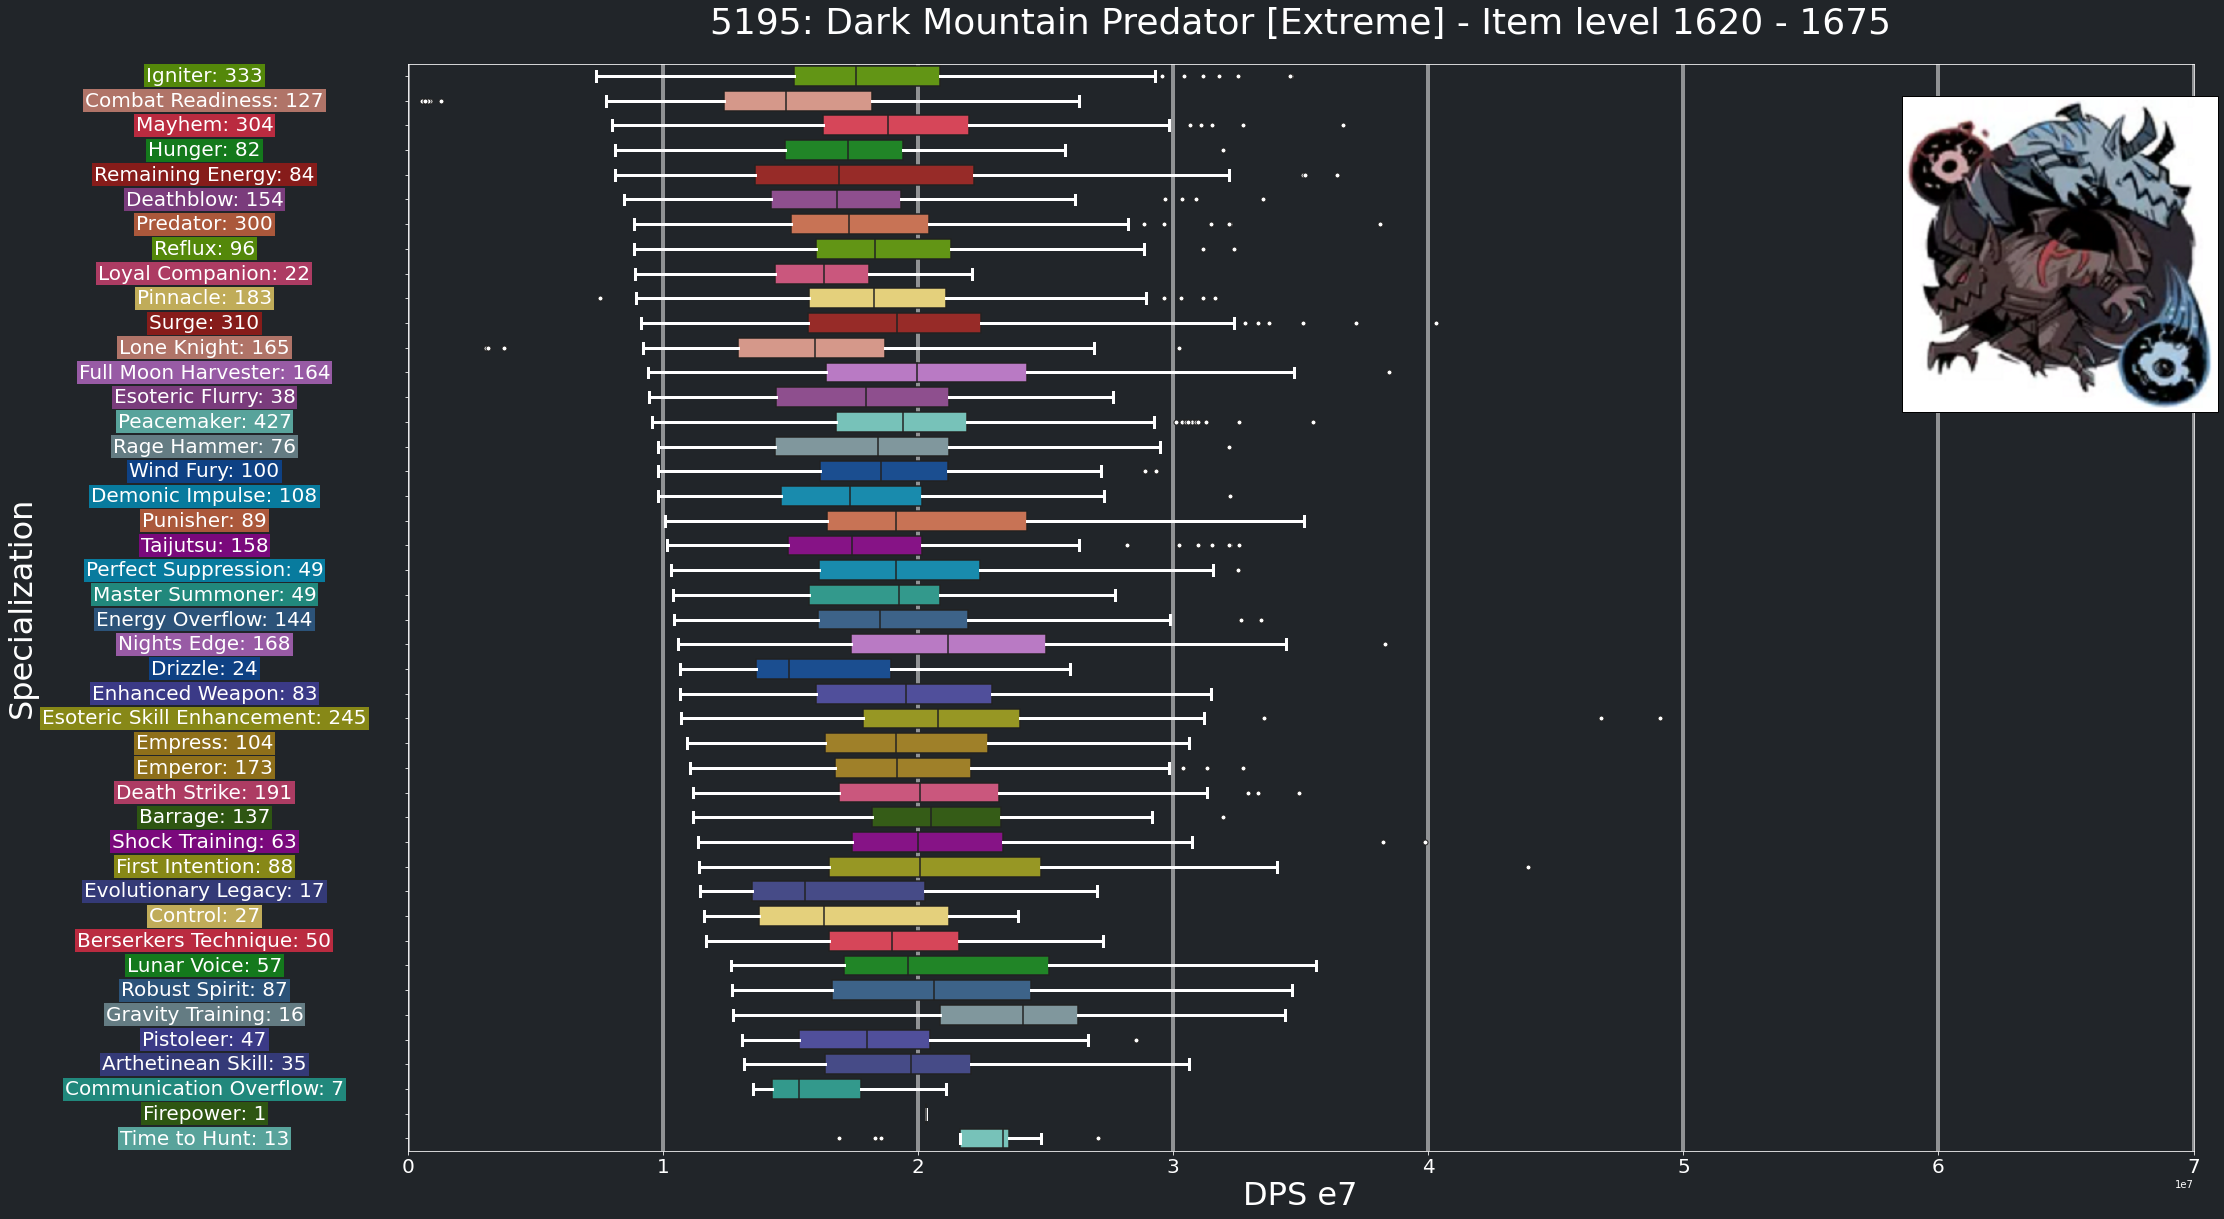 5195: Dark Mountain Predator [Extreme] - Item level 1620 - 1675
Specialization
Igniter: 333
Combat Readiness: 127
Mayhem: 304
Hunger: 82
Remaining Energy: 84
Deathblow: 154
Predator: 300
Reflux: 96
Loyal Companion: 22
Pinnacle: 183
Surge: 310
Lone Knight: 165
Full Moon Harvester: 164
Esoteric Flurry: 38
Peacemaker: 427
Rage Hammer: 76
Wind Fury: 100
Demonic Impulse: 108
Punisher: 89
Taijutsu: 158
Perfect Suppression: 49
Master Summoner: 49
Energy Overflow: 144
Nights Edge: 168
Drizzle: 24
Enhanced Weapon: 83
Esoteric Skill Enhancement: 245
Empress: 104
Emperor: 173
Death Strike: 191
Barrage: 137
Shock Training: 63
First Intention: 88
Evolutionary Legacy: 17
Control: 27
Berserkers Technique: 50
Lunar Voice: 57
Robust Spirit: 87
Gravity Training: 16
Pistoleer: 47
Arthetinean Skill: 35
Communication Overflow: 7
Firepower: 1
Time to Hunt: 13
0 1 2 3 4 5 6 7
1e7
DPS e7